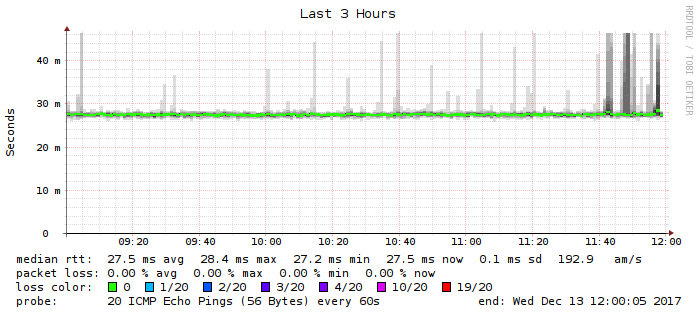 Last 3 Hours
RRDTOOL / TOBI OETIKER
Seconds
40 m
30 m
20 m
10 m
0
09:20 09:40 10:00 10:20 10:40 11:00 11:20 11:40 12:00
median rtt: 27.5 ms avg 28.4 ms max 27.2 ms min 27.5 ms now 0.1 ms sd 192.9 am/s
packet loss: 0.00 % avg 0.00 % max 0.00 % min 0.00 % now
loss color: 0 1/20 2/20 3/20 4/20 10/20 19/20
probe: 20 ICMP Echo Pings (56 Bytes) every 60s end: Wed Dec 13 12:00:05 2017